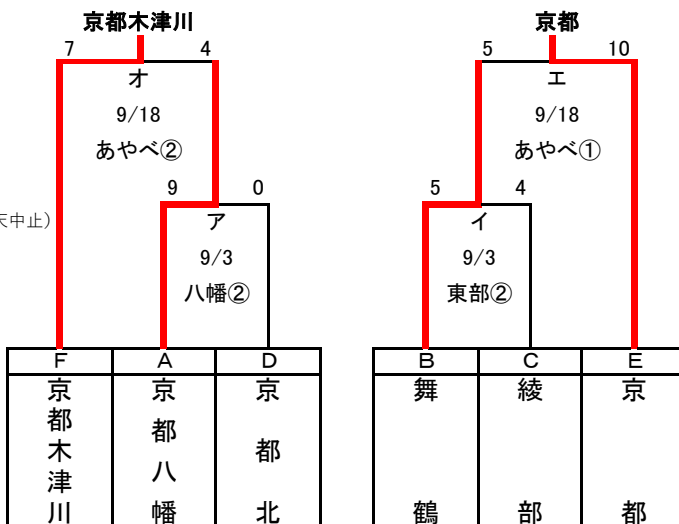 京都木津川
京都
7 4
5 10
オ
エ
9/18
9/18
あやべ②
あやべ①
9 0
5 4
天中止)
ア
イ
9/3
9/3
八幡②
東部②
F A D
B C E
京都木津川
京都八幡
京都北
舞鶴
綾部
京都